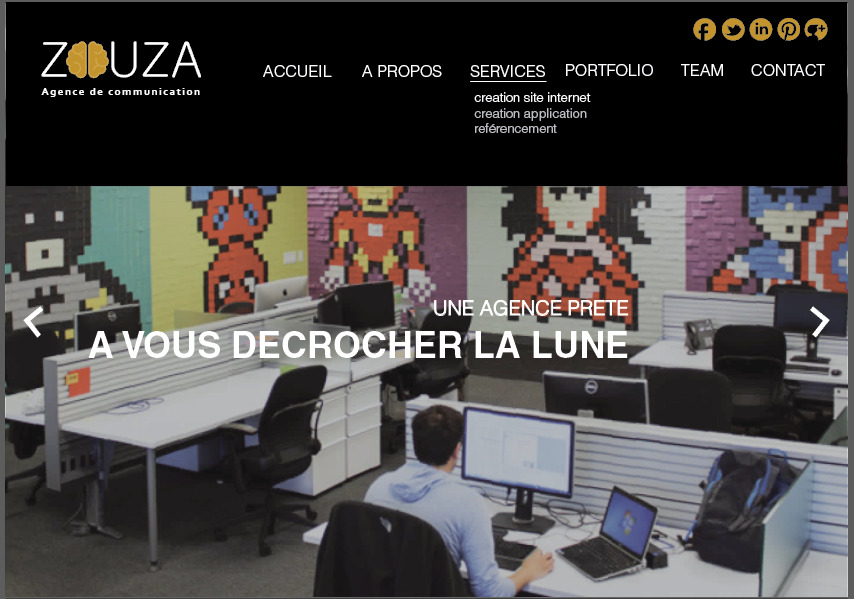 ZOUZA
Agence de communication
ACCUEIL
A PROPOS
SERVICES
PORTFOLIO
TEAM
CONTACT
creation site internet
creation application
reférencement
UNE AGENCE PRETE
A VOUS DECROCHER LA LUNE